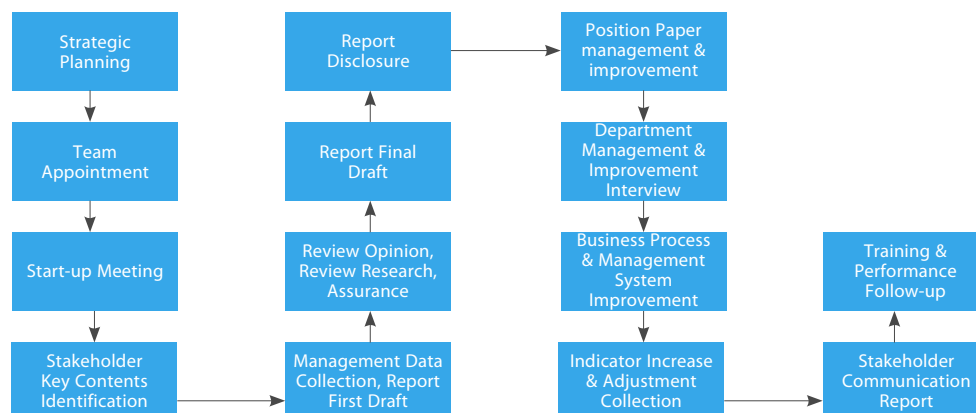 Strategic
Planning
Team
Appointment
Start-up Meeting
Stakeholder
Key Contents
Identification
Management Data
Collection, Report
First Draft
Review Opinion,
Review Research,
Assurance
Report Final
Draft
Report
Disclosure
Position Paper
management &
improvement
Department
Management &
Improvement
Interview
Business Process
& Management
System
Improvement
Indicator Increase
& Adjustment
Collection
Stakeholder
Communication
Report
Training &
Performance
Follow-up